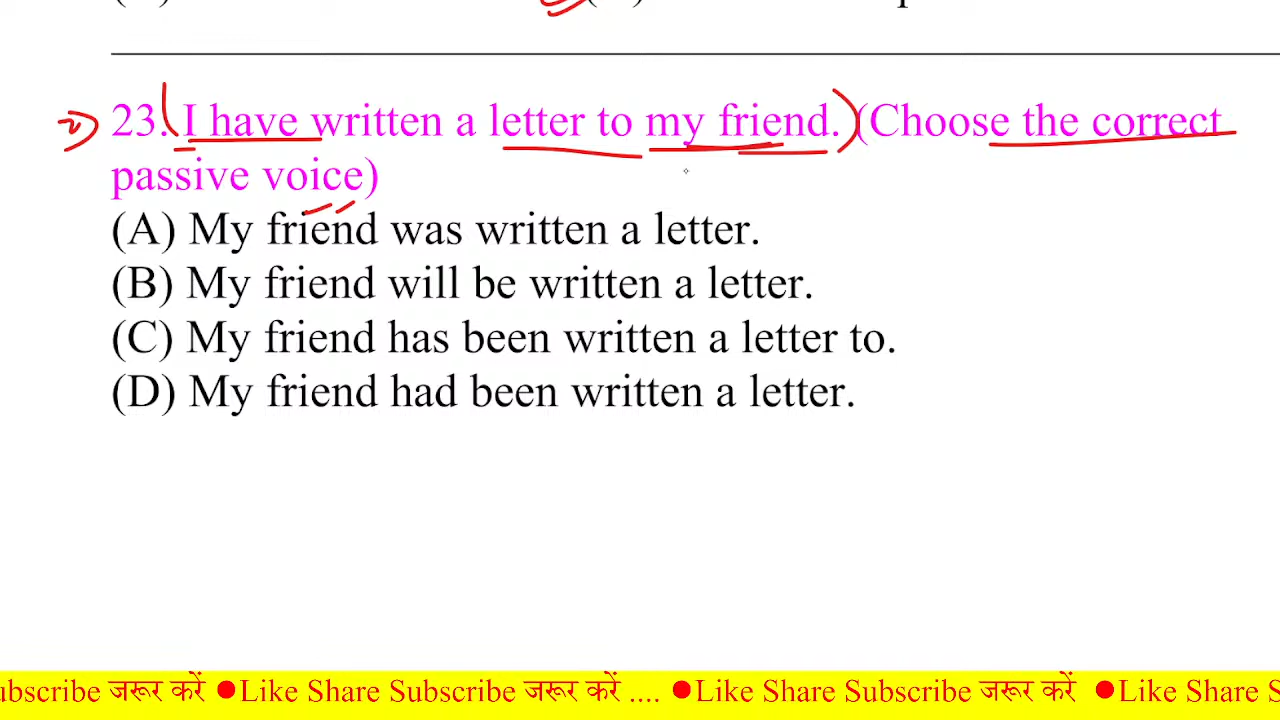 23. I have written a letter to my friend. (Choose the correct
passive voice)
(A) My friend was written a letter.
(B) My friend will be written a letter.
(C) My friend has been written a letter to.
(D) My friend had been written a letter.
ubscribe जरूर करें ●Like Share Subscribe जरूर करें .... ●Like Share Subscribe जरूर करें ●Like Share S